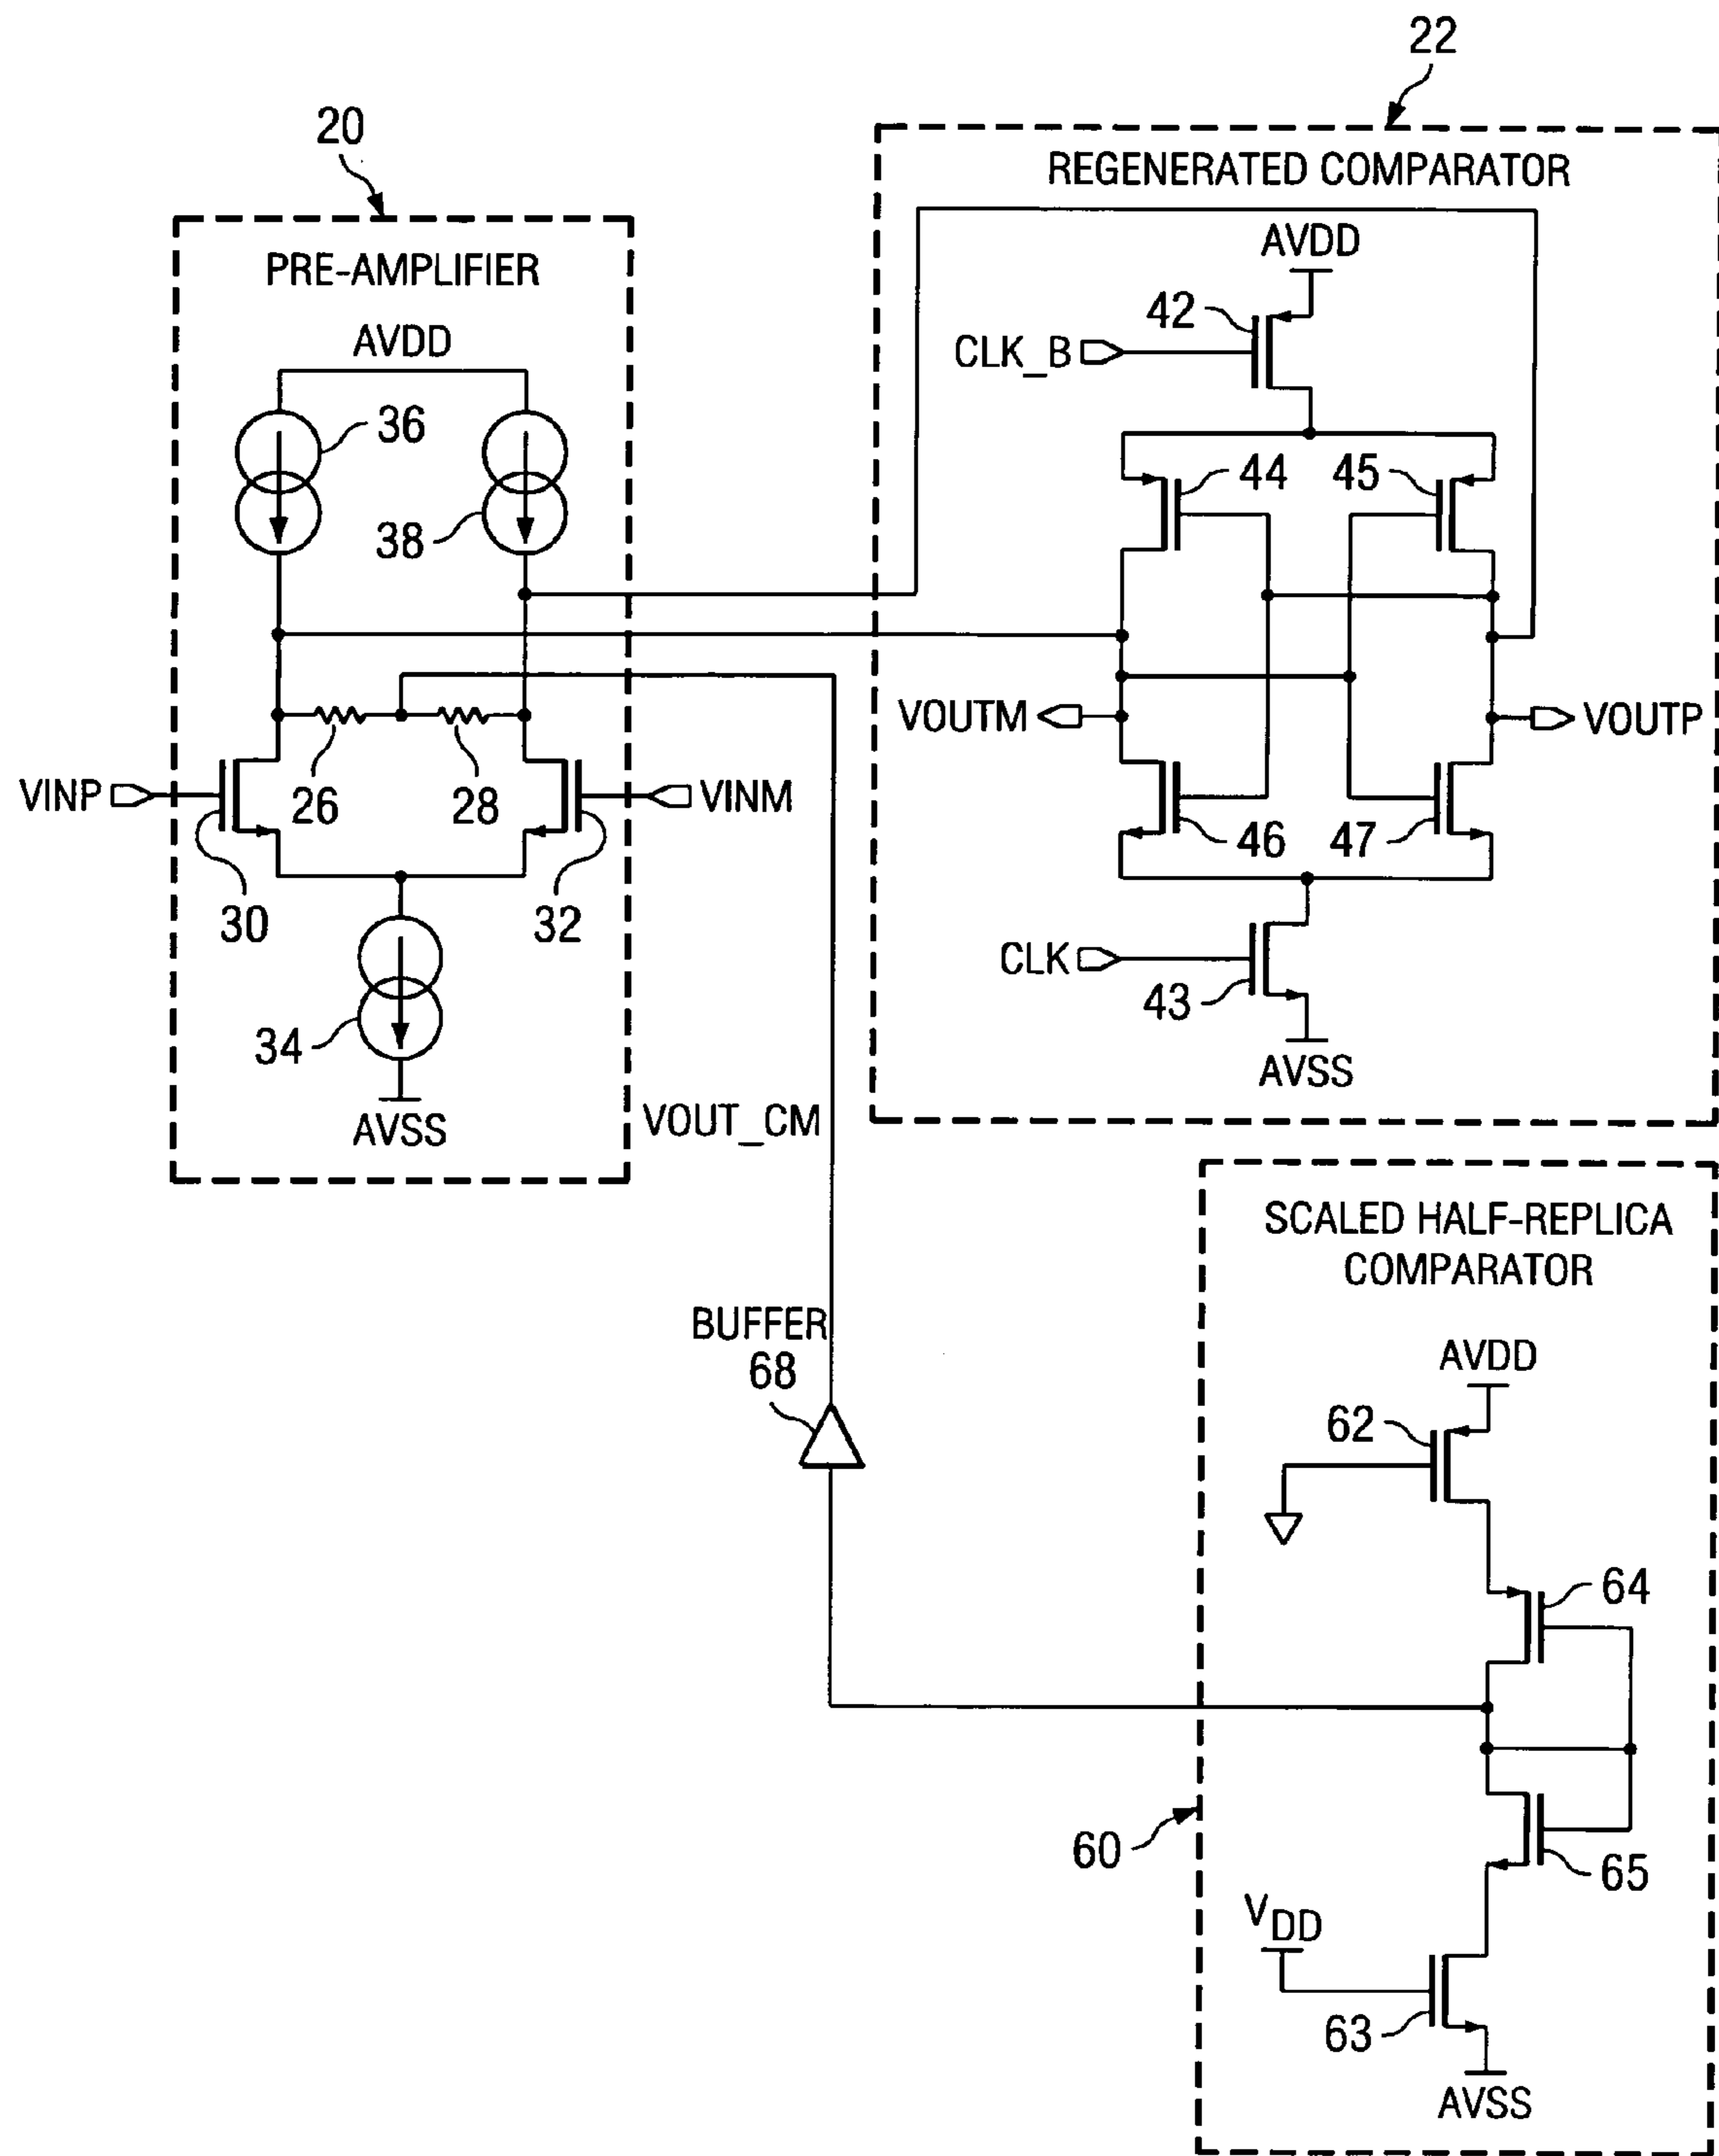 22
20
REGENERATED COMPARATOR
PRE-AMPLIFIER
AVDD
42
AVDD
CLK_B
36
44
45
38
VOUTM
VOUTP
VINP
26
28
VINM
46
47
30
32
CLK
43
34
AVSS
AVSS
VOUT_CM
SCALED HALF-REPLICA
COMPARATOR
BUFFER
68
AVDD
62
64
60
65
VDD
63
AVSS